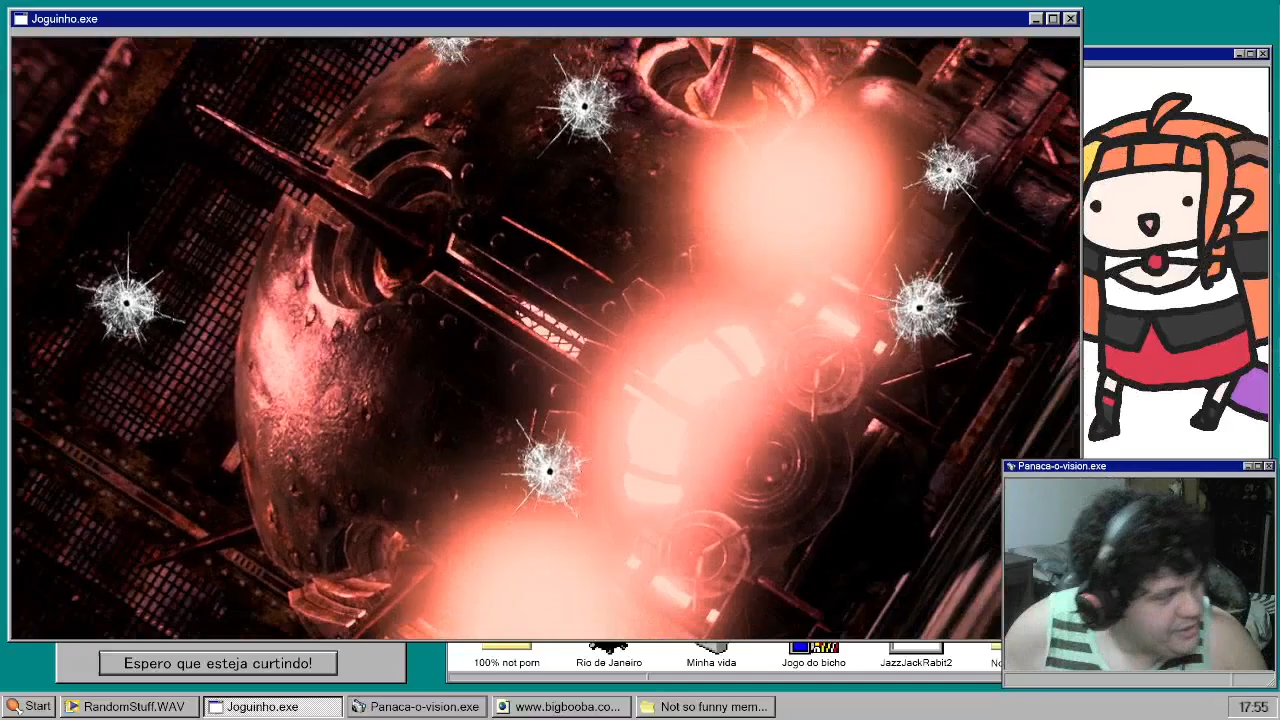 Joguinho.exe
Panaca-o-vision.exe
Espero que esteja curtindo!
100% not porn
Rio de Janeiro
Minha vida
Jogo do bicho
JazzJackRabit2
Start
RandomStuff.WAV
Joguinho.exe
Panaca-o-vision.exe
www.bigbooba.co...
Not so funny mem...
17:55